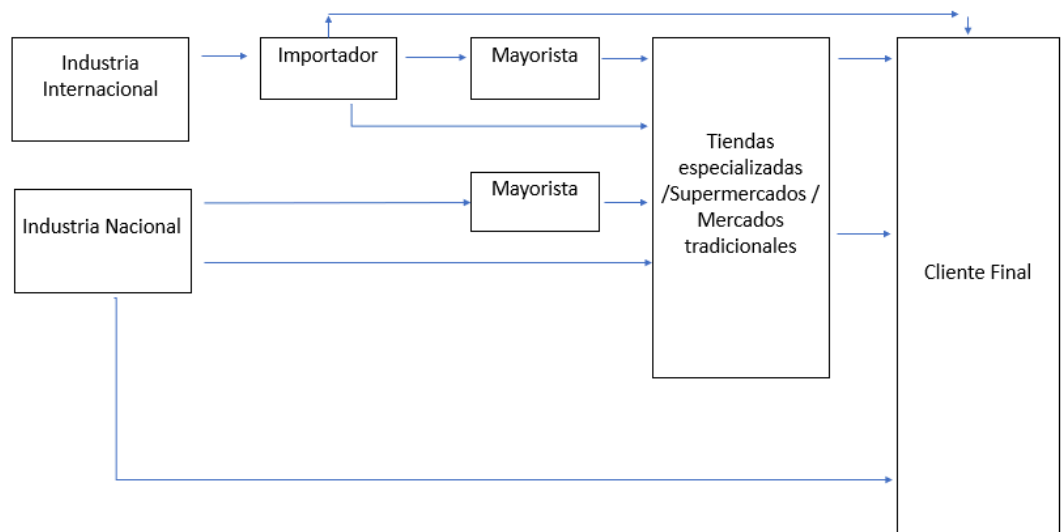 Industria
Internacional
Importador
Mayorista
Tiendas
especializadas
/Supermercados /
Mercados
tradicionales
Industria Nacional
Mayorista
Cliente Final